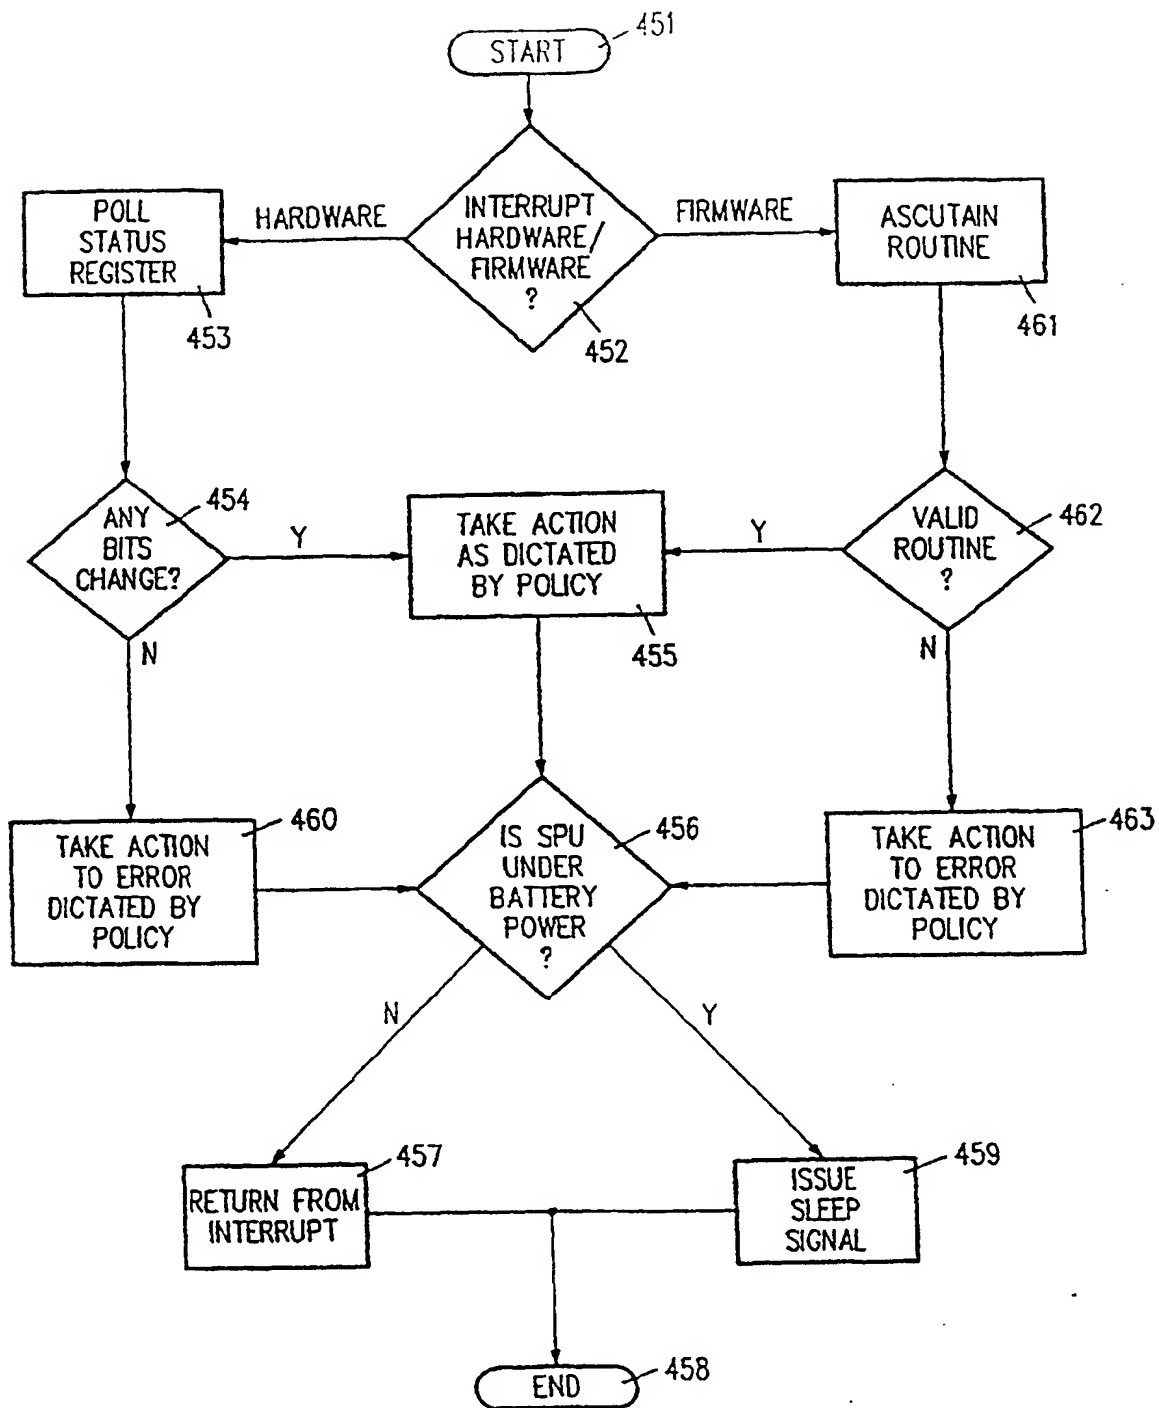 START
451
INTERRUPT
HARDWARE/
FIRMWARE
?
452
HARDWARE
FIRMWARE
POLL
STATUS
REGISTER
453
ASCUTAIN
ROUTINE
461
ANY
BITS
CHANGE?
454
Y
N
TAKE ACTION
AS DICTATED
BY POLICY
455
VALID
ROUTINE
?
462
Y
N
TAKE ACTION
TO ERROR
DICTATED BY
POLICY
460
IS SPU
UNDER
BATTERY
POWER
?
456
TAKE ACTION
TO ERROR
DICTATED BY
POLICY
463
N
Y
RETURN FROM
INTERRUPT
457
ISSUE
SLEEP
SIGNAL
459
END
458